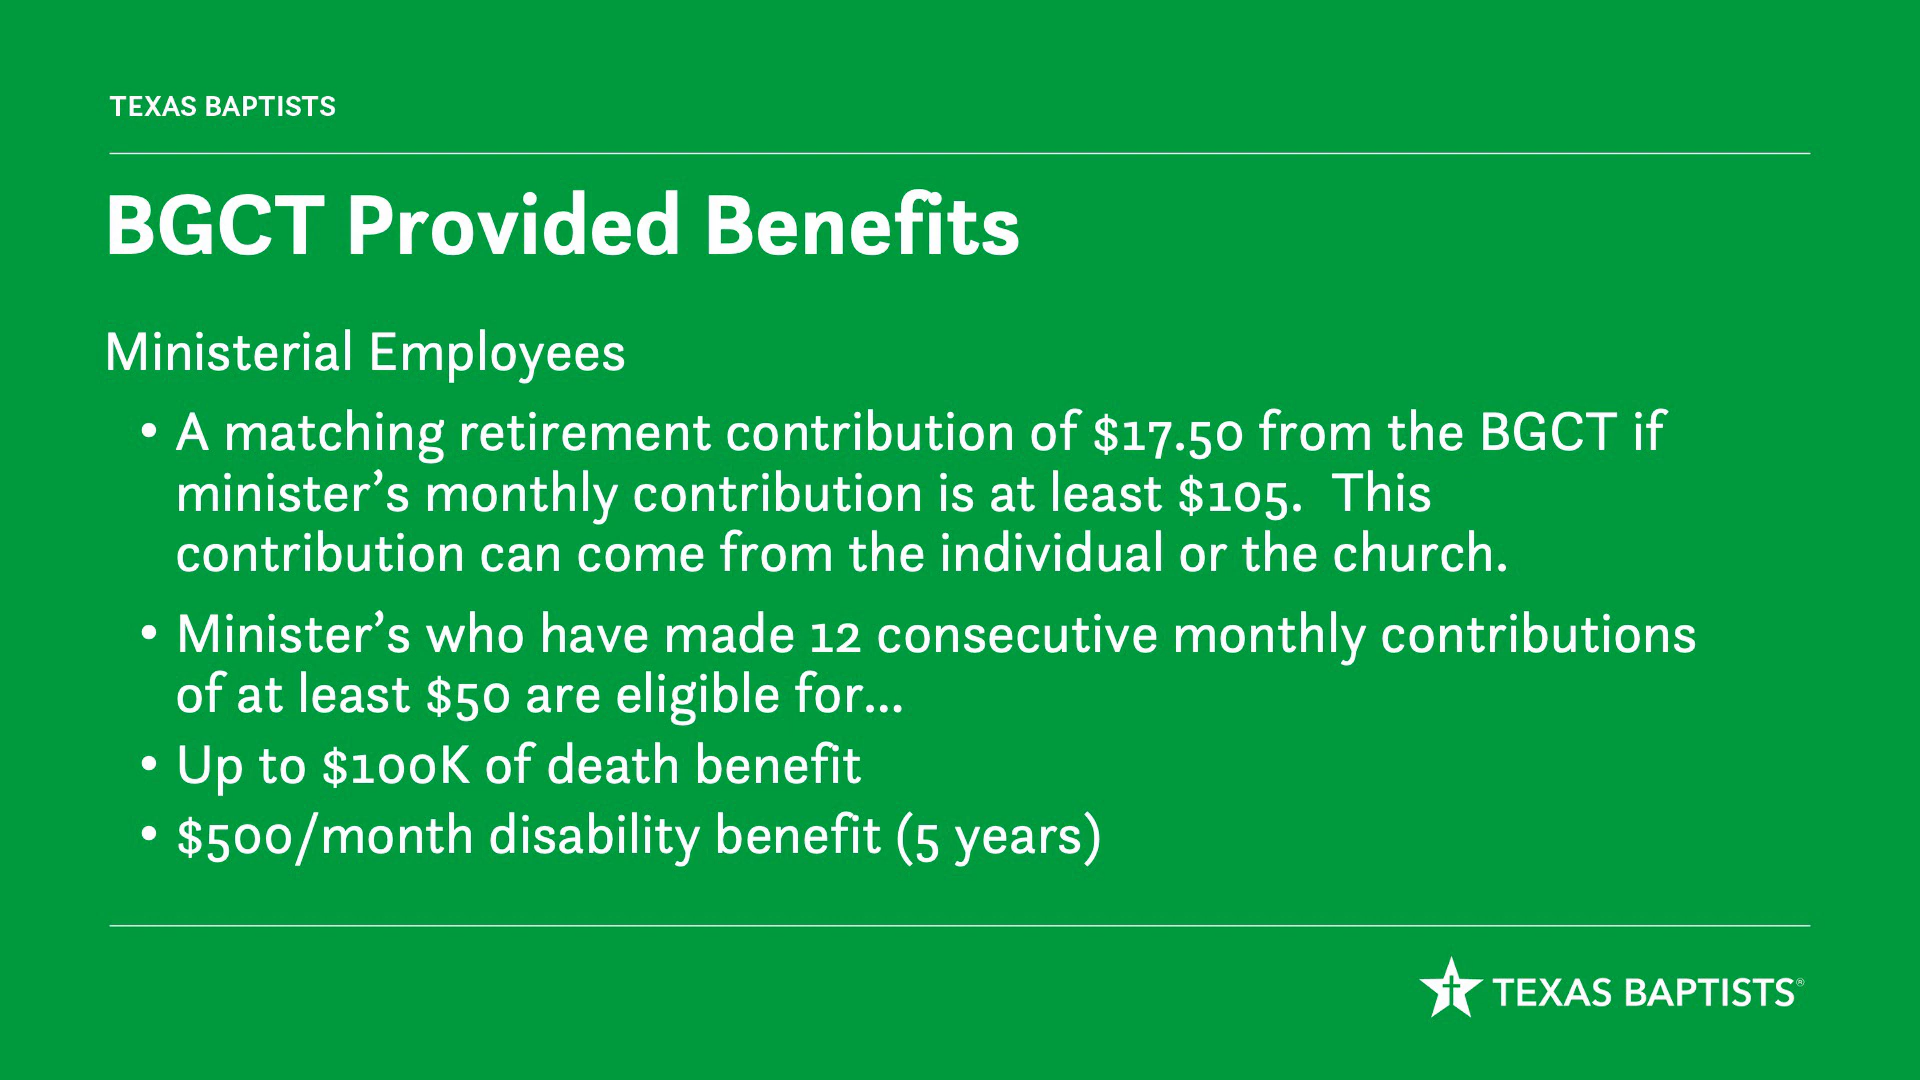 TEXAS BAPTISTS
BGCT Provided Benefits
Ministerial Employees
• A matching retirement contribution of $17.50 from the BGCT if
minister’s monthly contribution is at least $105.  This
contribution can come from the individual or the church.
• Minister’s who have made 12 consecutive monthly contributions
of at least $50 are eligible for…
• Up to $100K of death benefit
• $500/month disability benefit (5 years)
TEXAS BAPTISTS®